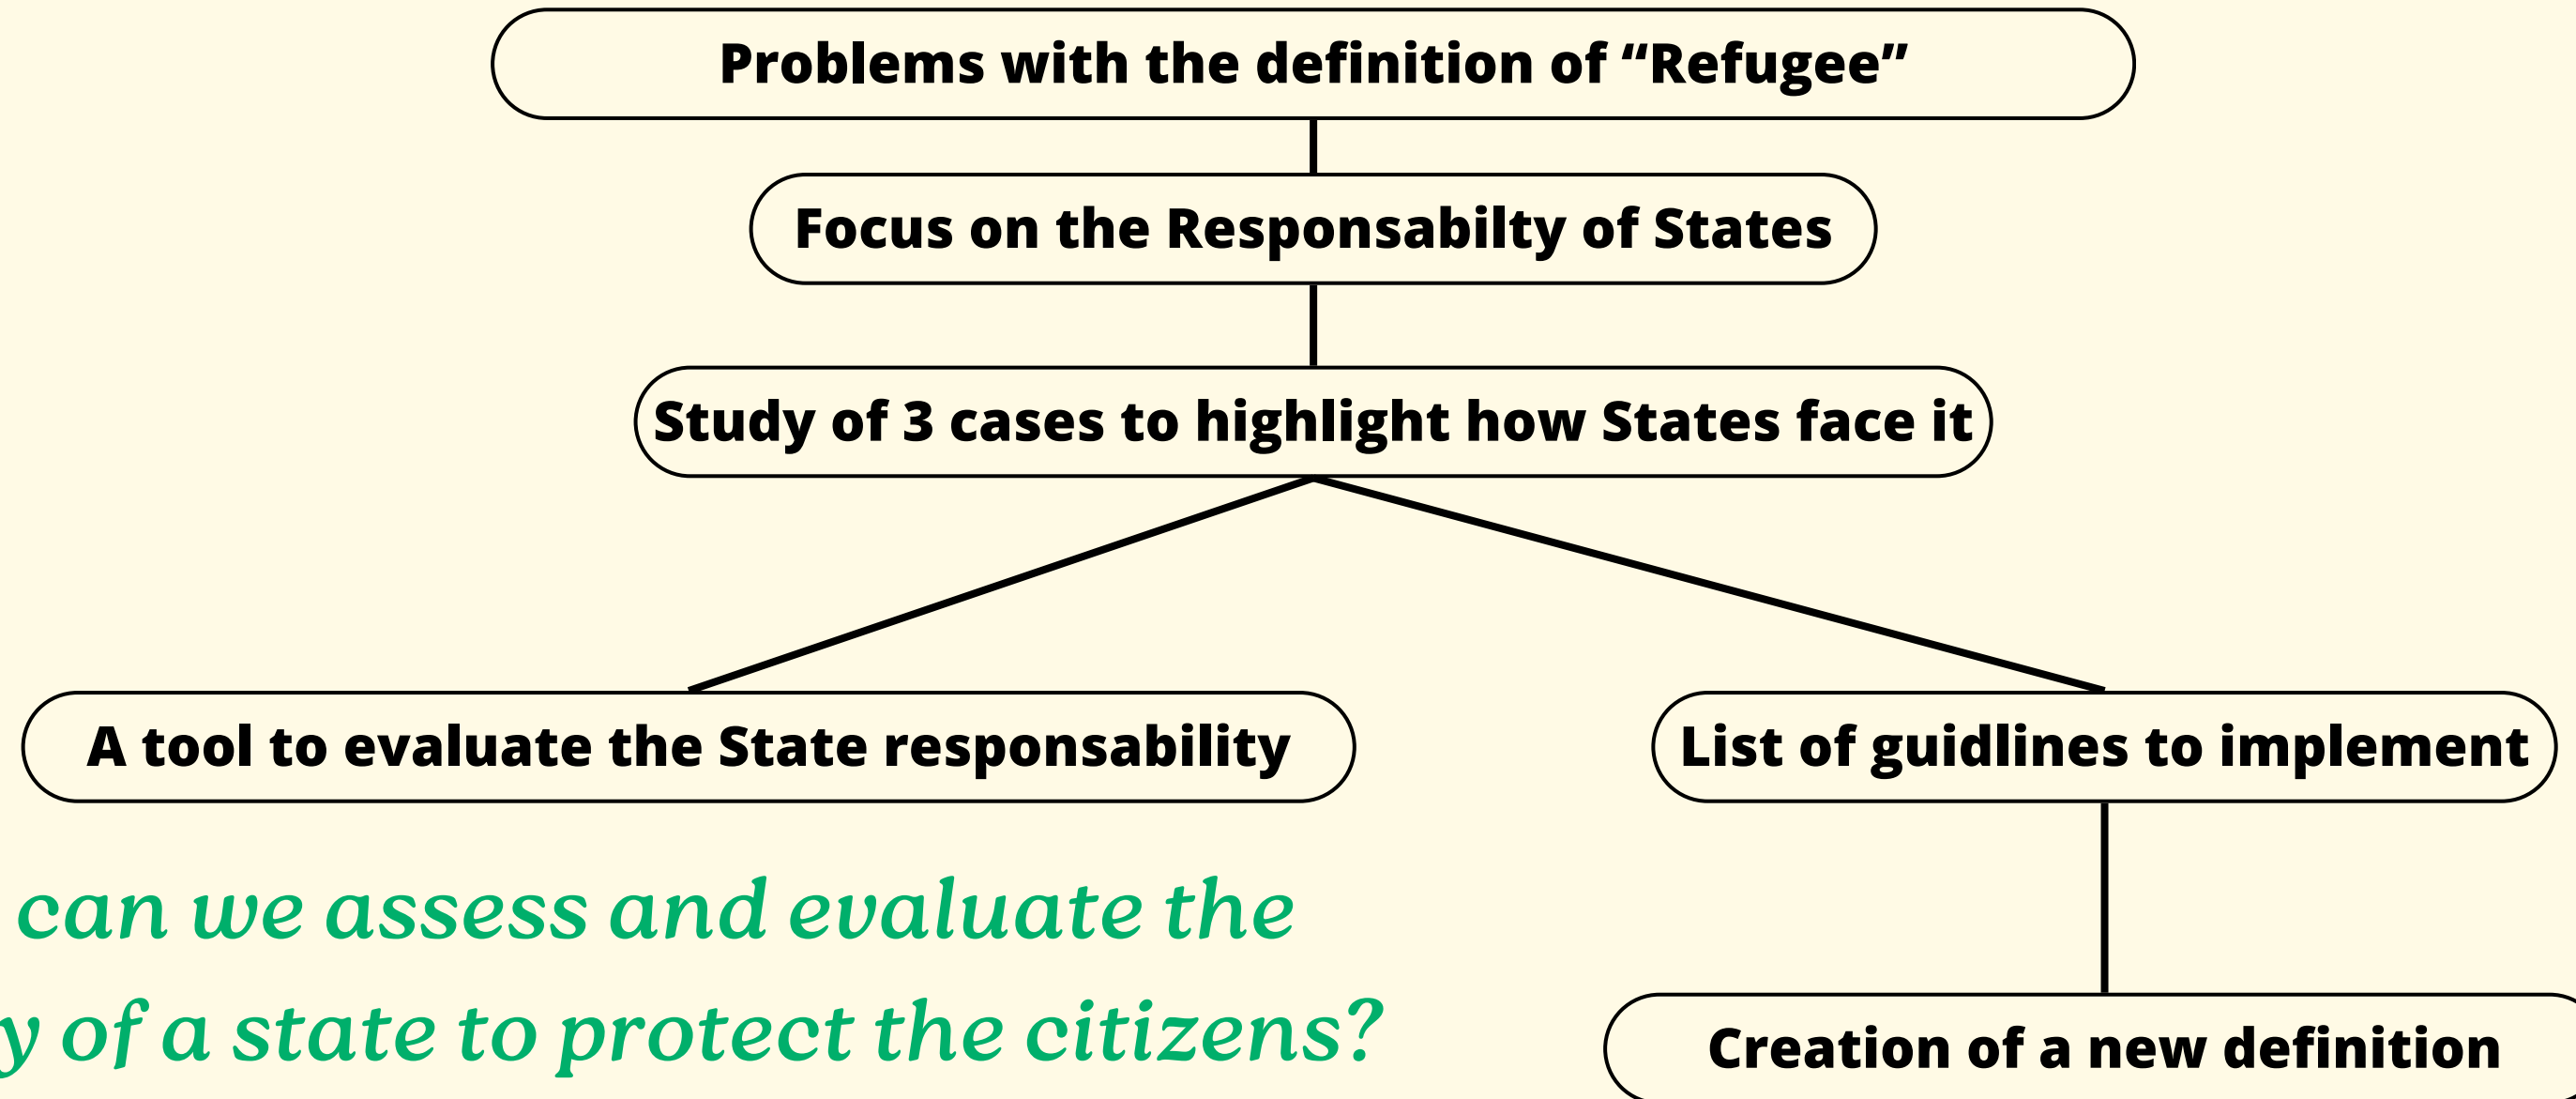 Problems with the definition of “Refugee”
Focus on the Responsabilty of States
Study of 3 cases to highlight how States face it
A tool to evaluate the State responsability
List of guidlines to implement
can we assess and evaluate the
y of a state to protect the citizens?
Creation of a new definition